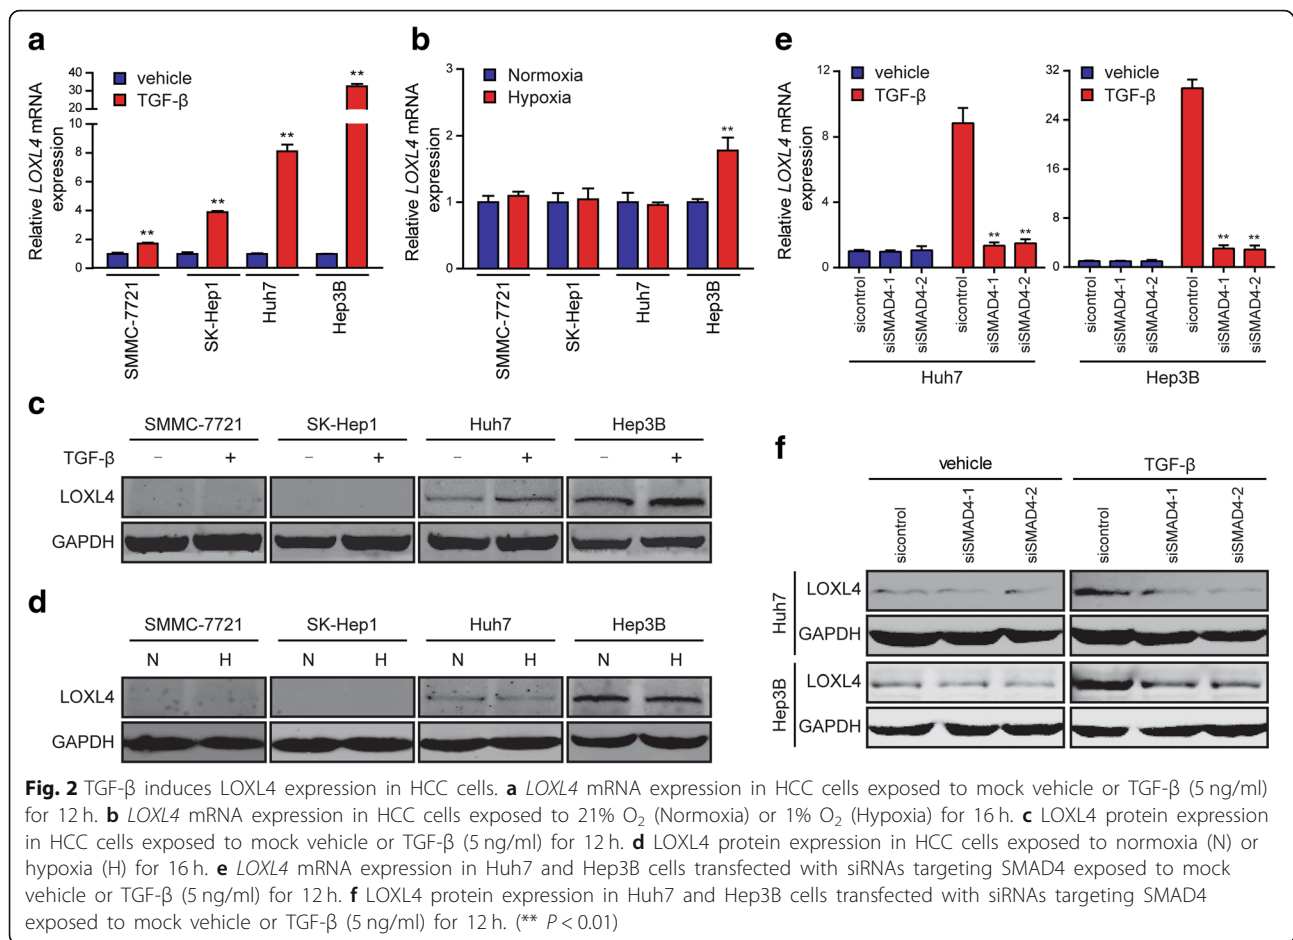 a
vehicle
TGF-β
Relative LOXL4 mRNA
expression
40
30
20
10
8
6
4
2
0
**
**
**
**
SMMC-7721
SK-Hep1
Huh7
Hep3B
b
Normoxia
Hypoxia
Relative LOXL4 mRNA
expression
3
2
1
0
**
SMMC-7721
SK-Hep1
Huh7
Hep3B
e
vehicle
TGF-β
Relative LOXL4 mRNA
expression
12
8
4
0
**
**
sicontrol
siSMAD4-1
siSMAD4-2
sicontrol
siSMAD4-1
siSMAD4-2
Huh7
vehicle
TGF-β
32
24
16
8
0
**
**
sicontrol
siSMAD4-1
siSMAD4-2
sicontrol
siSMAD4-1
siSMAD4-2
Hep3B
c
SMMC-7721 SK-Hep1 Huh7 Hep3B
TGF-β − + − + − + − +
LOXL4
GAPDH
d
SMMC-7721 SK-Hep1 Huh7 Hep3B
N H N H N H N H
LOXL4
GAPDH
f
vehicle TGF-β
sicontrol
siSMAD4-1
siSMAD4-2
sicontrol
siSMAD4-1
siSMAD4-2
Huh7
LOXL4
GAPDH
Hep3B
LOXL4
GAPDH
Fig. 2 TGF-β induces LOXL4 expression in HCC cells. a LOXL4 mRNA expression in HCC cells exposed to mock vehicle or TGF-β (5 ng/ml)
for 12 h. b LOXL4 mRNA expression in HCC cells exposed to 21% O₂ (Normoxia) or 1% O₂ (Hypoxia) for 16 h. c LOXL4 protein expression
in HCC cells exposed to mock vehicle or TGF-β (5 ng/ml) for 12 h. d LOXL4 protein expression in HCC cells exposed to normoxia (N) or
hypoxia (H) for 16 h. e LOXL4 mRNA expression in Huh7 and Hep3B cells transfected with siRNAs targeting SMAD4 exposed to mock
vehicle or TGF-β (5 ng/ml) for 12 h. f LOXL4 protein expression in Huh7 and Hep3B cells transfected with siRNAs targeting SMAD4
exposed to mock vehicle or TGF-β (5 ng/ml) for 12 h. (** P < 0.01)